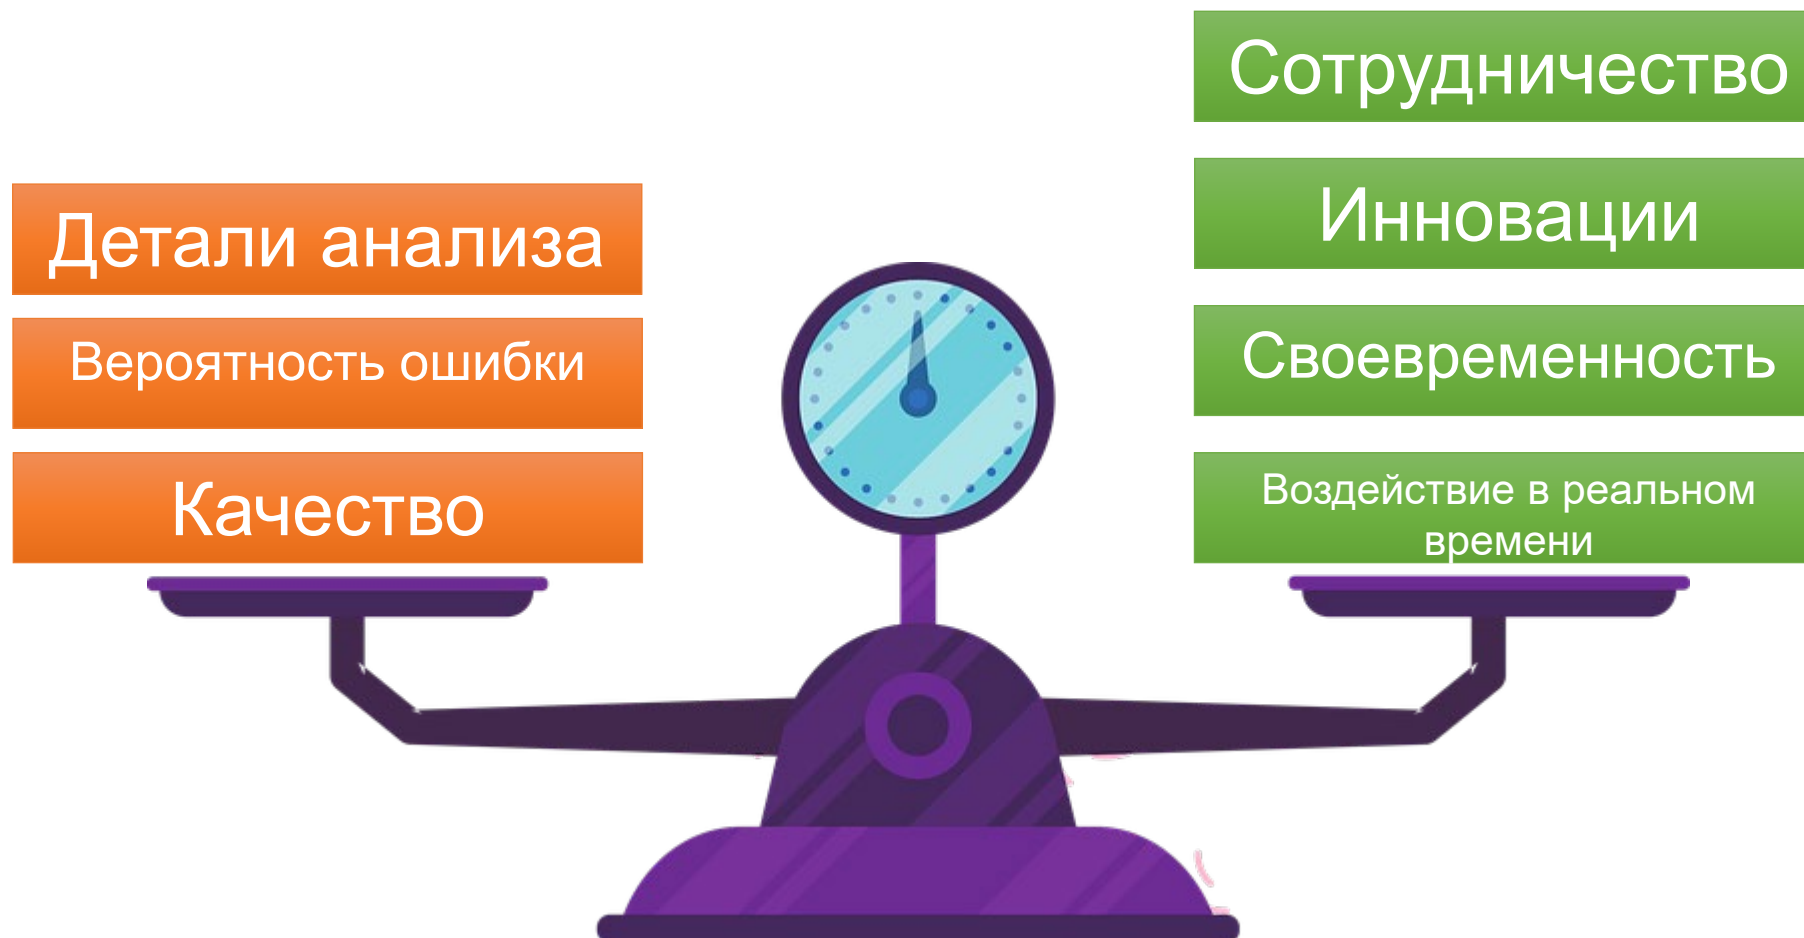 Детали анализа
Вероятность ошибки
Качество
Сотрудничество
Инновации
Своевременность
Воздействие в реальном
времени